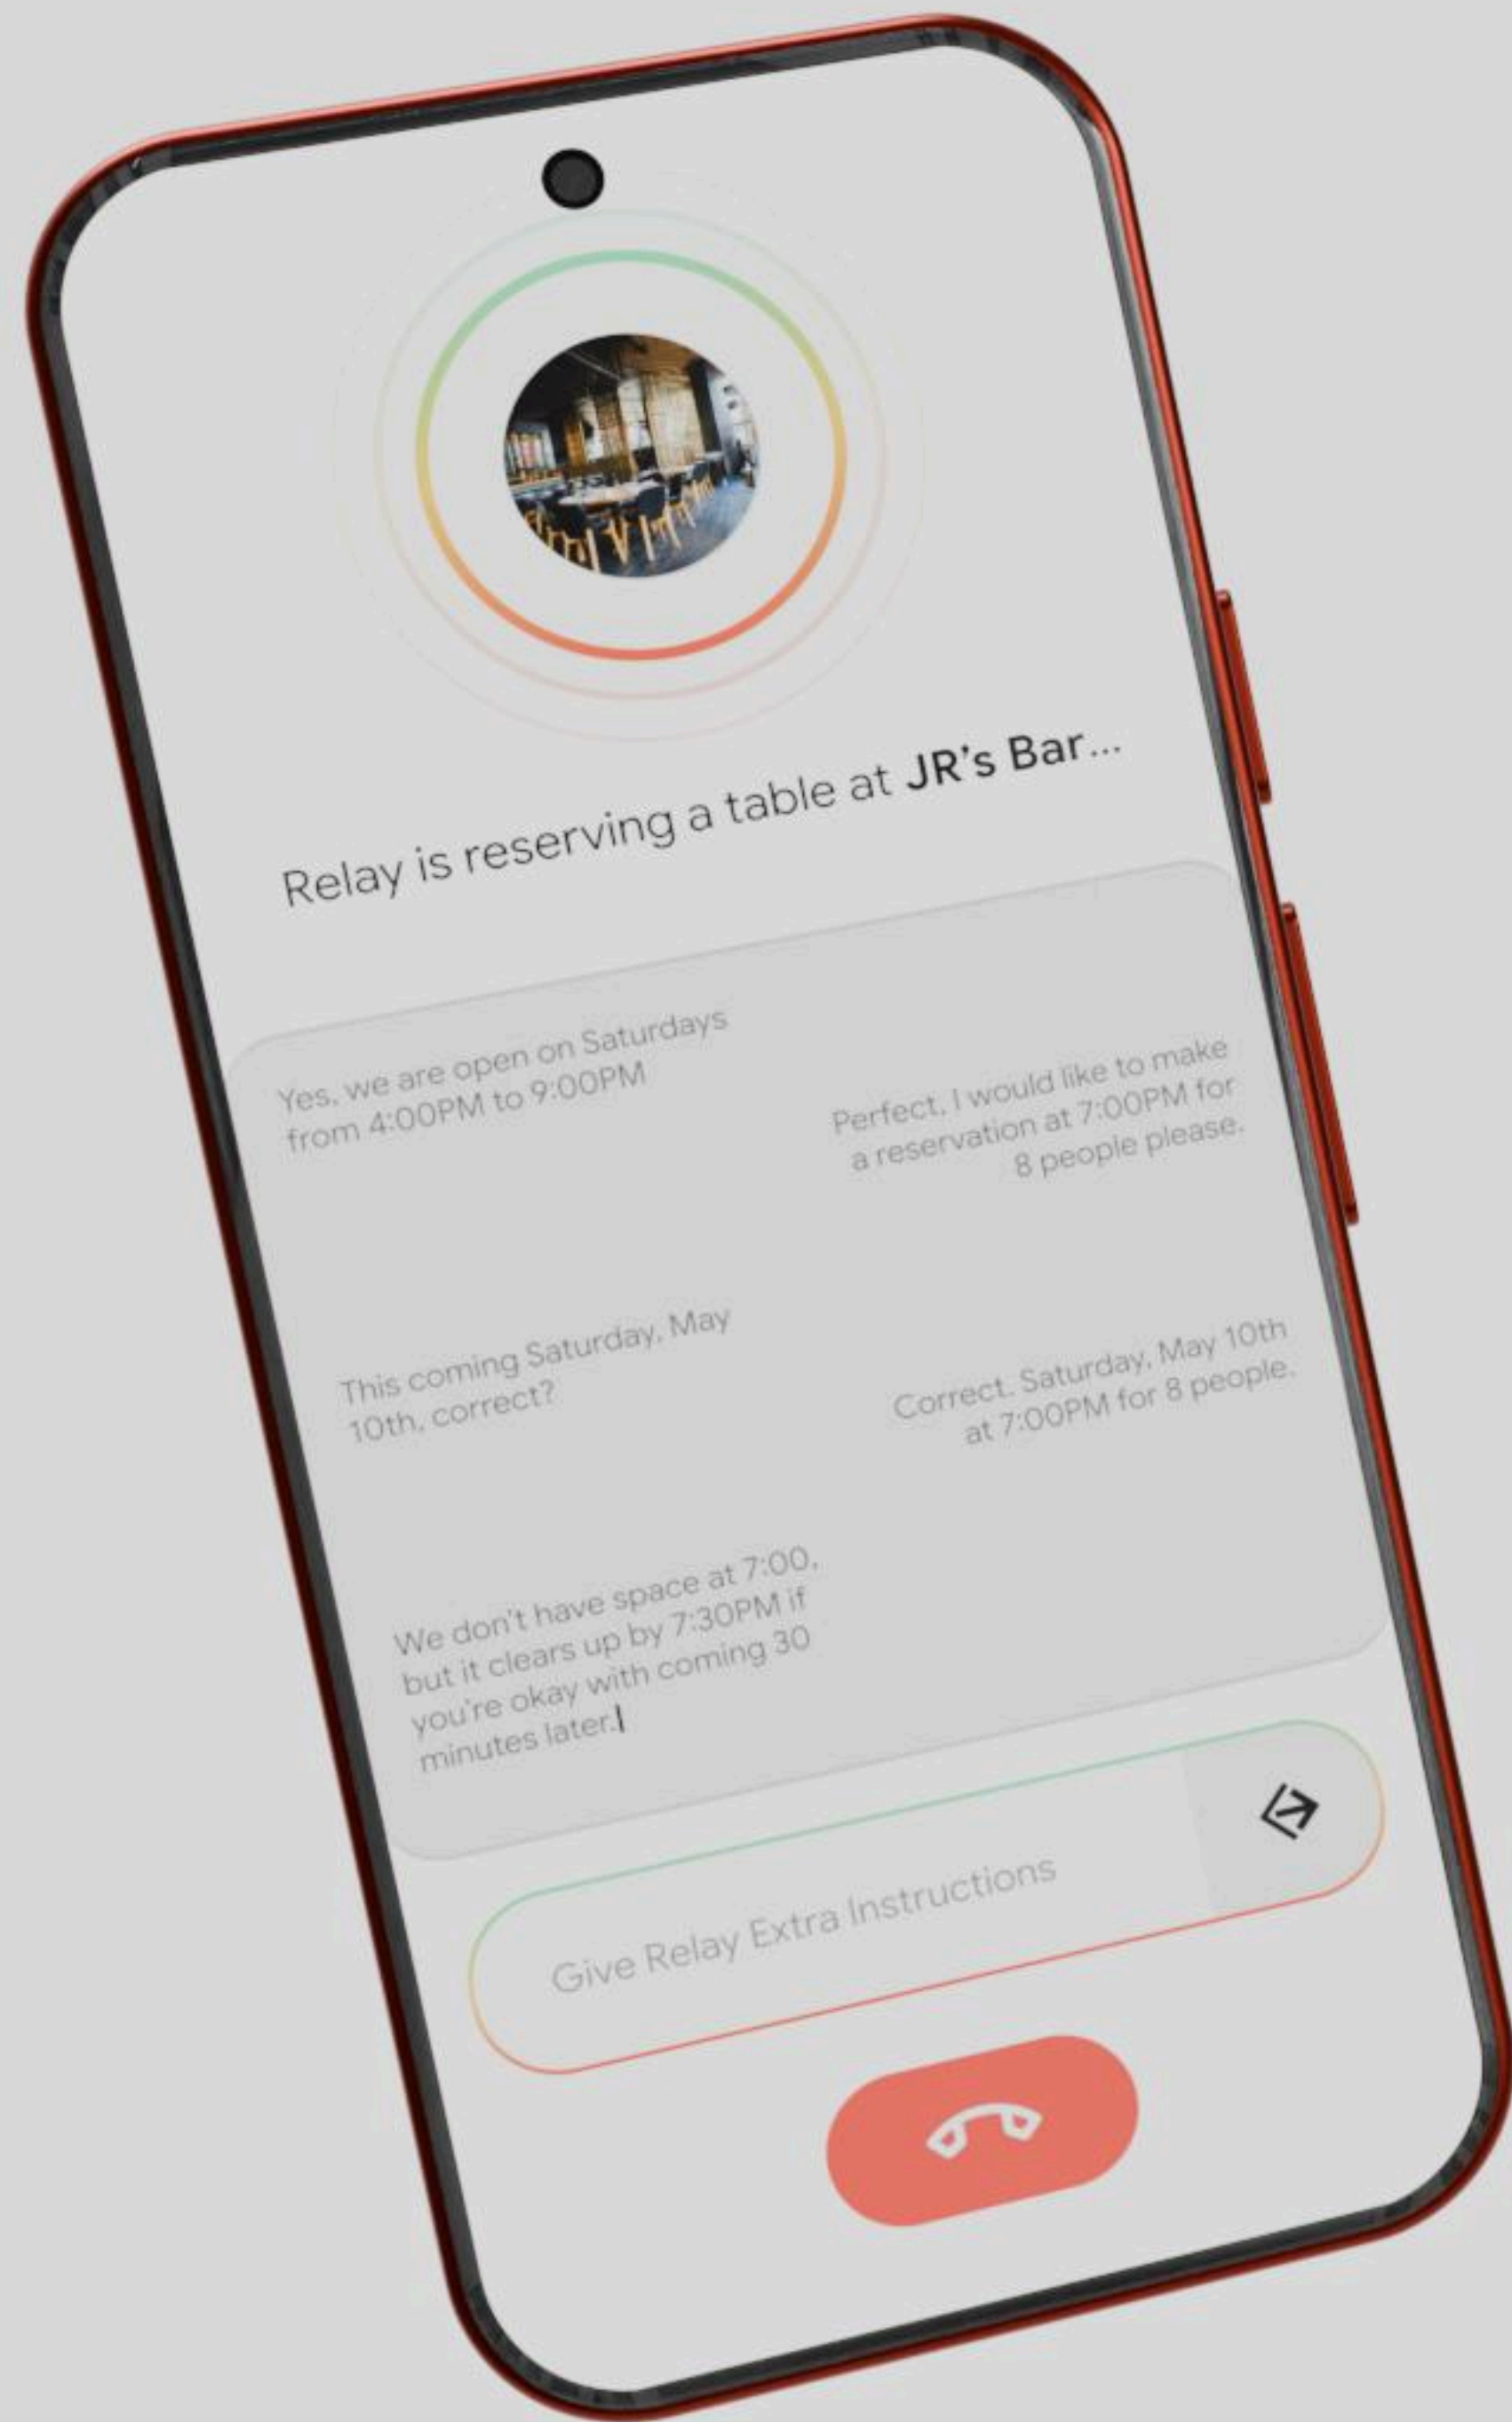 Relay is reserving a table at JR's Bar...
Yes, we are open on Saturdays
from 4:00PM to 9:00PM
Perfect. I would like to make
a reservation at 7:00PM for
8 people please.
This coming Saturday, May
10th, correct?
Correct. Saturday, May 10th
at 7:00PM for 8 people.
We don't have space at 7:00,
but it clears up by 7:30PM if
you're okay with coming 30
minutes later.
Give Relay Extra Instructions